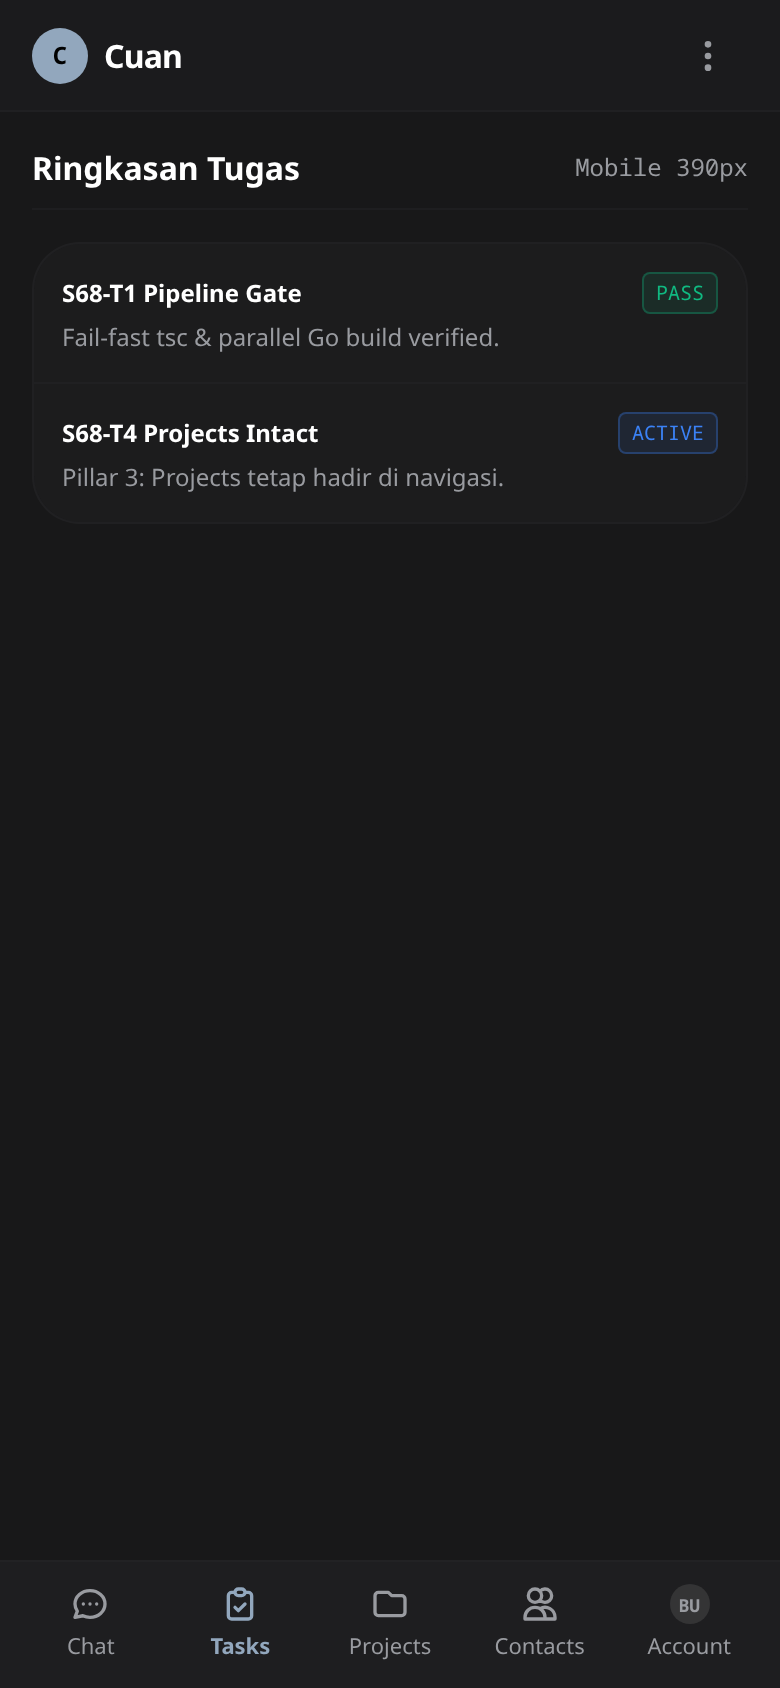 C Cuan
Ringkasan Tugas Mobile 390px
S68-T1 Pipeline Gate PASS
Fail-fast tsc & parallel Go build verified.
S68-T4 Projects Intact ACTIVE
Pillar 3: Projects tetap hadir di navigasi.
BU
Chat Tasks Projects Contacts Account